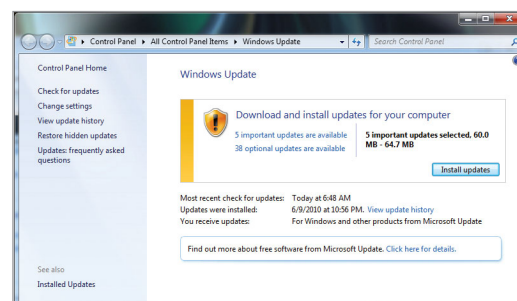 Control Panel ▸ All Control Panel Items ▸ Windows Update
Search Control Panel
Control Panel Home
Check for updates
Change settings
View update history
Restore hidden updates
Updates: frequently asked
questions
See also
Installed Updates
Windows Update
Download and install updates for your computer
5 important updates are available
38 optional updates are available
5 important updates selected, 60.0
MB - 64.7 MB
Install updates
Most recent check for updates: Today at 6:48 AM
Updates were installed: 6/9/2010 at 10:56 PM. View update history
You receive updates: For Windows and other products from Microsoft Update
Find out more about free software from Microsoft Update. Click here for details.